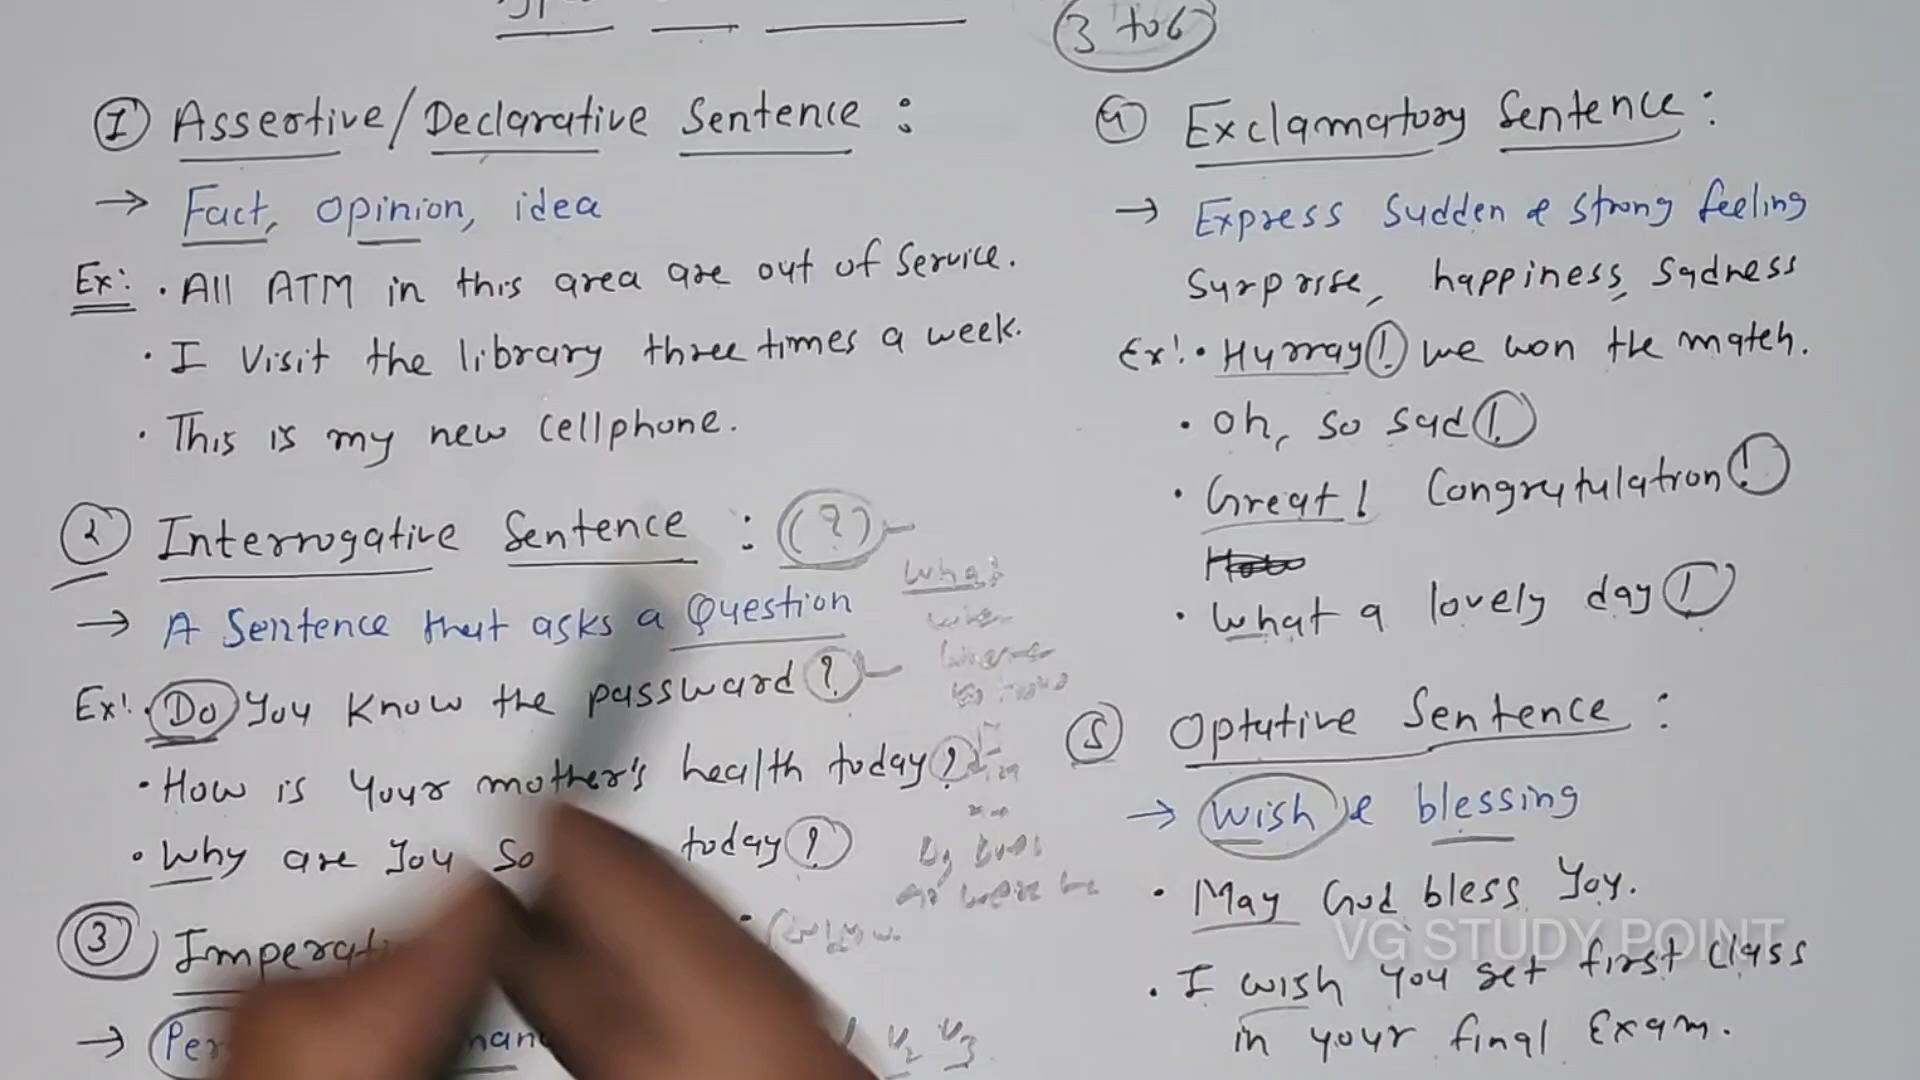 3 to 6
① Assertive/Declarative Sentence :
→ Fact, opinion, idea
Ex: • All ATM in this area are out of Service.
• I Visit the library three times a week.
• This is my new cellphone.
② Interrogative Sentence : (?)
What
→ A Sentence that asks a Question
Ex: • Do you know the passward?
• How is your mother's health today?
• Why are you so today?
③
→
V2 V3
④ Exclamatory Sentence :
→ Express Sudden & strong feeling
Surprise, happiness, Sadness
Ex: • Hurray! we won the match.
• Oh, so sad!
• Great! Congratulation!
• What a lovely day!
⑤ Optative Sentence :
→ Wish & blessing
• May God bless you.
• I wish you get first class
in your final Exam.
VG STUDY POINT